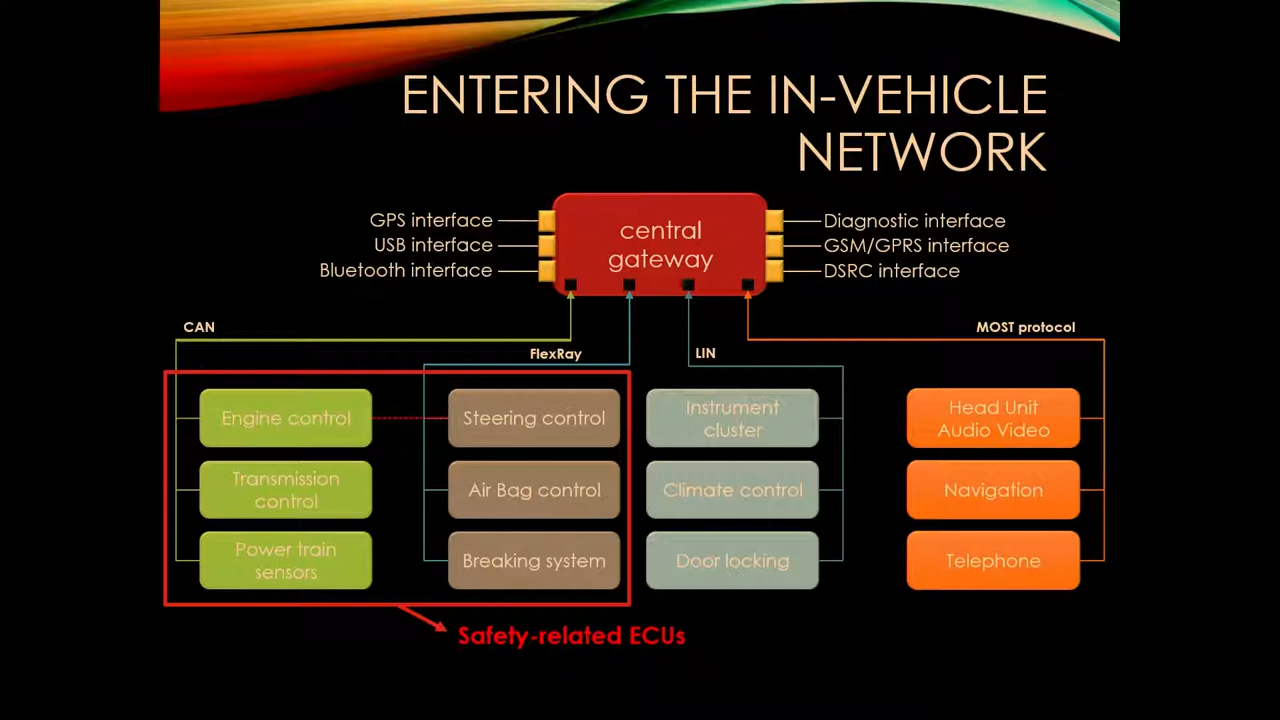 ENTERING THE IN-VEHICLE
NETWORK
GPS interface
USB interface
Bluetooth interface
central
gateway
Diagnostic interface
GSM/GPRS interface
DSRC interface
CAN
FlexRay
LIN
MOST protocol
Engine control
Transmission
control
Power train
sensors
Steering control
Air Bag control
Breaking system
Instrument
cluster
Climate control
Door locking
Head Unit
Audio Video
Navigation
Telephone
Safety-related ECUs